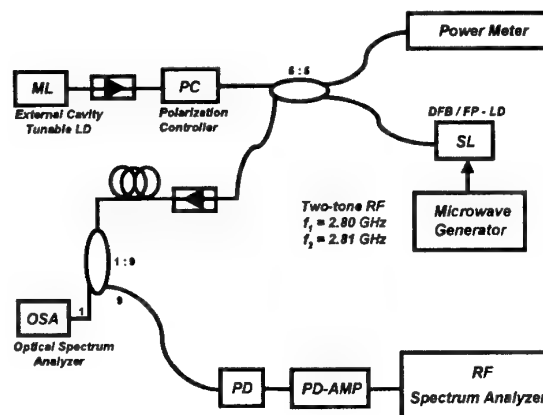 Power Meter
5 : 5
ML
PC
External Cavity
Tunable LD
Polarization
Controller
DFB / FP - LD
SL
Two-tone RF
f1 = 2.80 GHz
f2 = 2.81 GHz
Microwave
Generator
1 : 9
1
9
OSA
Optical Spectrum
Analyzer
PD
PD-AMP
RF
Spectrum Analyzer